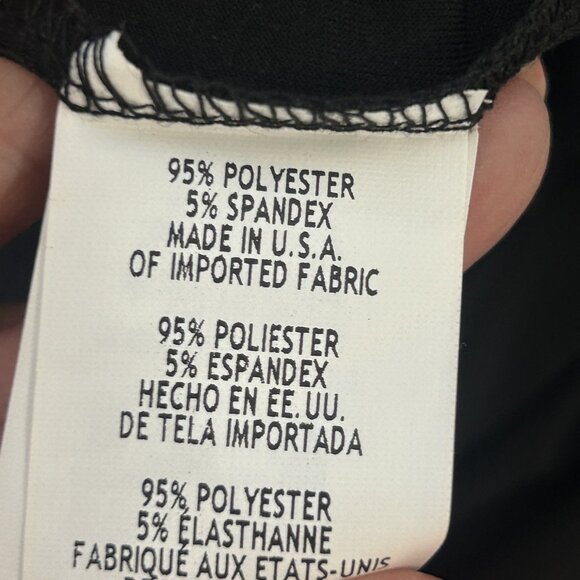 95% POLYESTER
5% SPANDEX
MADE IN U.S.A.
OF IMPORTED FABRIC
95% POLIESTER
5% ESPANDEX
HECHO EN EE. UU.
DE TELA IMPORTADA
95% POLYESTER
5% ÉLASTHANNE
FABRIQUÉ AUX ETATS-UNIS